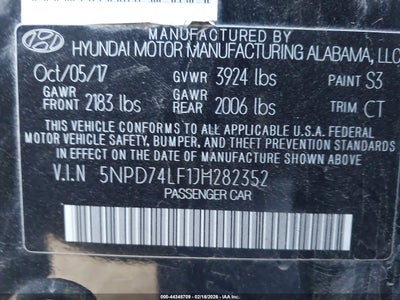 MANUFACTURED BY
HYUNDAI MOTOR MANUFACTURING ALABAMA, LLC
Oct/05/17 GVWR 3924 lbs PAINT S3
GAWR FRONT 2183 lbs GAWR REAR 2006 lbs TRIM CT
THIS VEHICLE CONFORMS TO ALL APPLICABLE U.S.A. FEDERAL
MOTOR VEHICLE SAFETY, BUMPER, AND THEFT PREVENTION
STANDARDS IN EFFECT ON THE DATE OF MANUFACTURE SHOWN
ABOVE.
V.I.N 5NPD74LF1JH282352
PASSENGER CAR
© 000-44348709 - 02/18/2026 - IAA Inc.